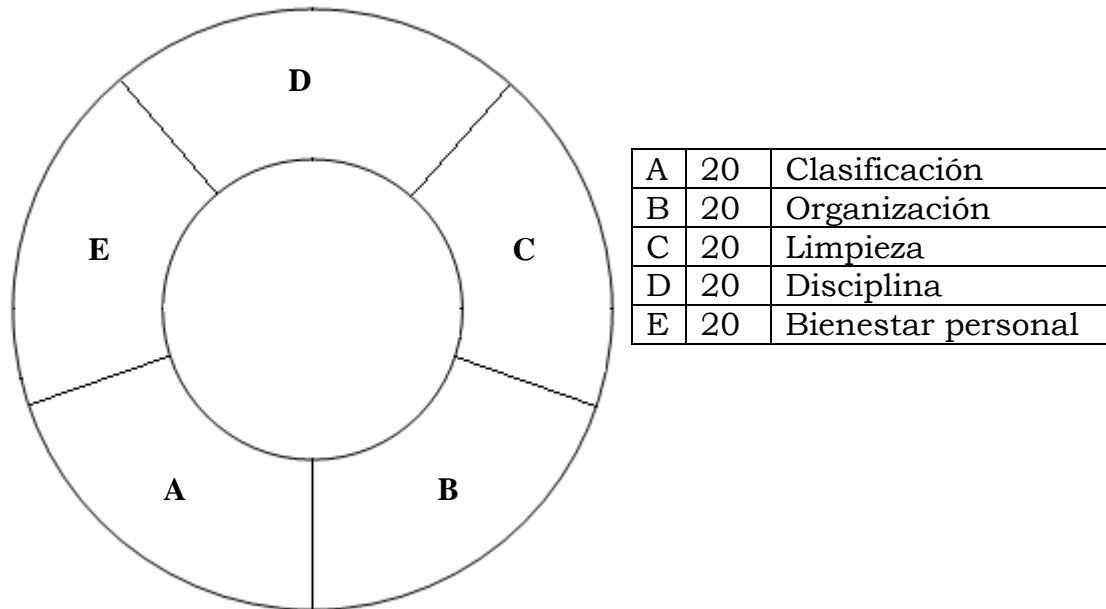 D
E
C
A
B
A 20 Clasificación
B 20 Organización
C 20 Limpieza
D 20 Disciplina
E 20 Bienestar personal